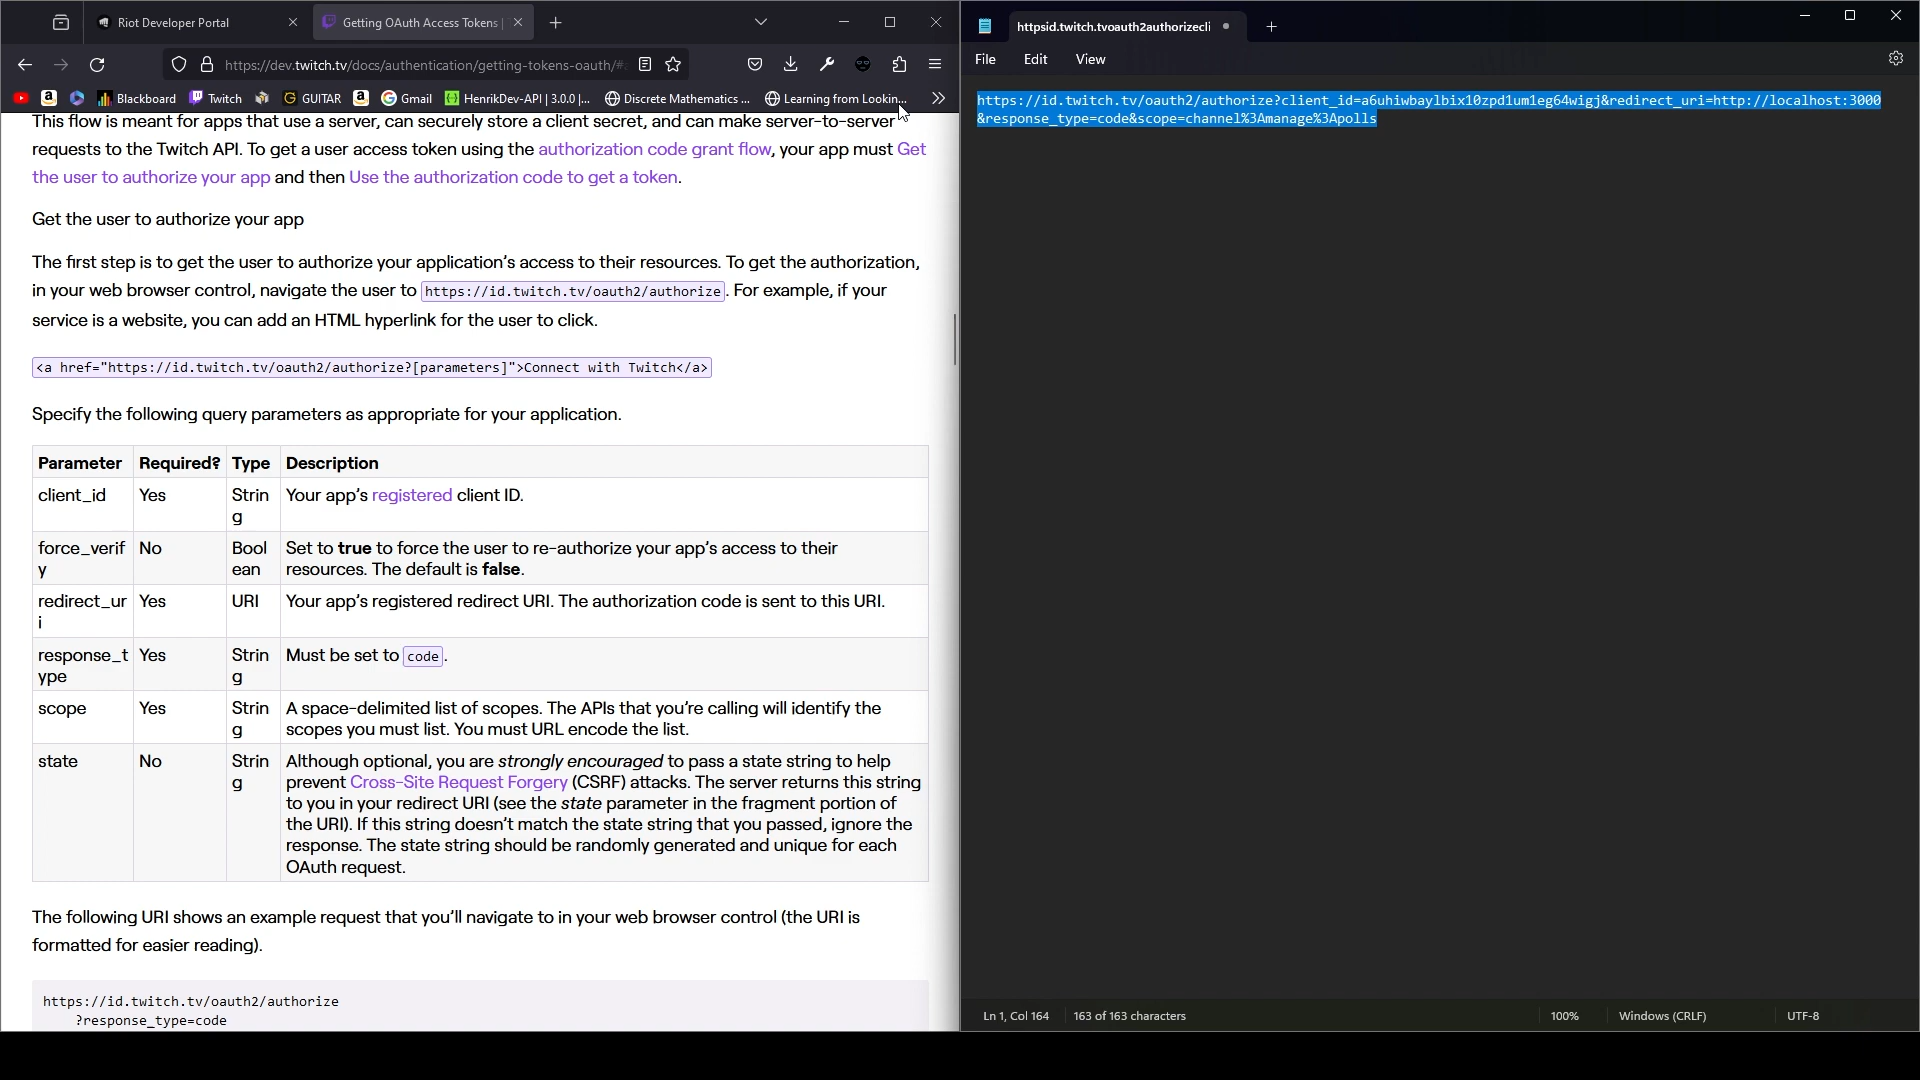 Riot Developer Portal
Getting OAuth Access Tokens |
https://dev.twitch.tv/docs/authentication/getting-tokens-oauth/#
Blackboard
Twitch
GUITAR
Gmail
HenrikDev-API | 3.0.0 |...
Discrete Mathematics ...
Learning from Lookin...
This flow is meant for apps that use a server, can securely store a client secret, and can make server-to-server
requests to the Twitch API. To get a user access token using the authorization code grant flow, your app must Get
the user to authorize your app and then Use the authorization code to get a token.
Get the user to authorize your app
The first step is to get the user to authorize your application's access to their resources. To get the authorization,
in your web browser control, navigate the user to https://id.twitch.tv/oauth2/authorize. For example, if your
service is a website, you can add an HTML hyperlink for the user to click.
<a href="https://id.twitch.tv/oauth2/authorize?[parameters]">Connect with Twitch</a>
Specify the following query parameters as appropriate for your application.
Parameter Required? Type Description
client_id Yes Strin Your app's registered client ID.
g
force_verif No Bool Set to true to force the user to re-authorize your app's access to their
y ean resources. The default is false.
redirect_ur Yes URI Your app's registered redirect URI. The authorization code is sent to this URI.
i
response_t Yes Strin Must be set to code.
ype g
scope Yes Strin A space-delimited list of scopes. The APIs that you're calling will identify the
g scopes you must list. You must URL encode the list.
state No Strin Although optional, you are strongly encouraged to pass a state string to help
g prevent Cross-Site Request Forgery (CSRF) attacks. The server returns this string
to you in your redirect URI (see the state parameter in the fragment portion of
the URI). If this string doesn't match the state string that you passed, ignore the
response. The state string should be randomly generated and unique for each
OAuth request.
The following URI shows an example request that you'll navigate to in your web browser control (the URI is
formatted for easier reading).
https://id.twitch.tv/oauth2/authorize
?response_type=code
httpsid.twitch.tvoauth2authorizecli
File Edit View
https://id.twitch.tv/oauth2/authorize?client_id=a6uhiwbaylbix10zpd1um1eg64wigj&redirect_uri=http://localhost:3000
&response_type=code&scope=channel%3Amanage%3Apolls
Ln 1, Col 164 163 of 163 characters 100% Windows (CRLF) UTF-8